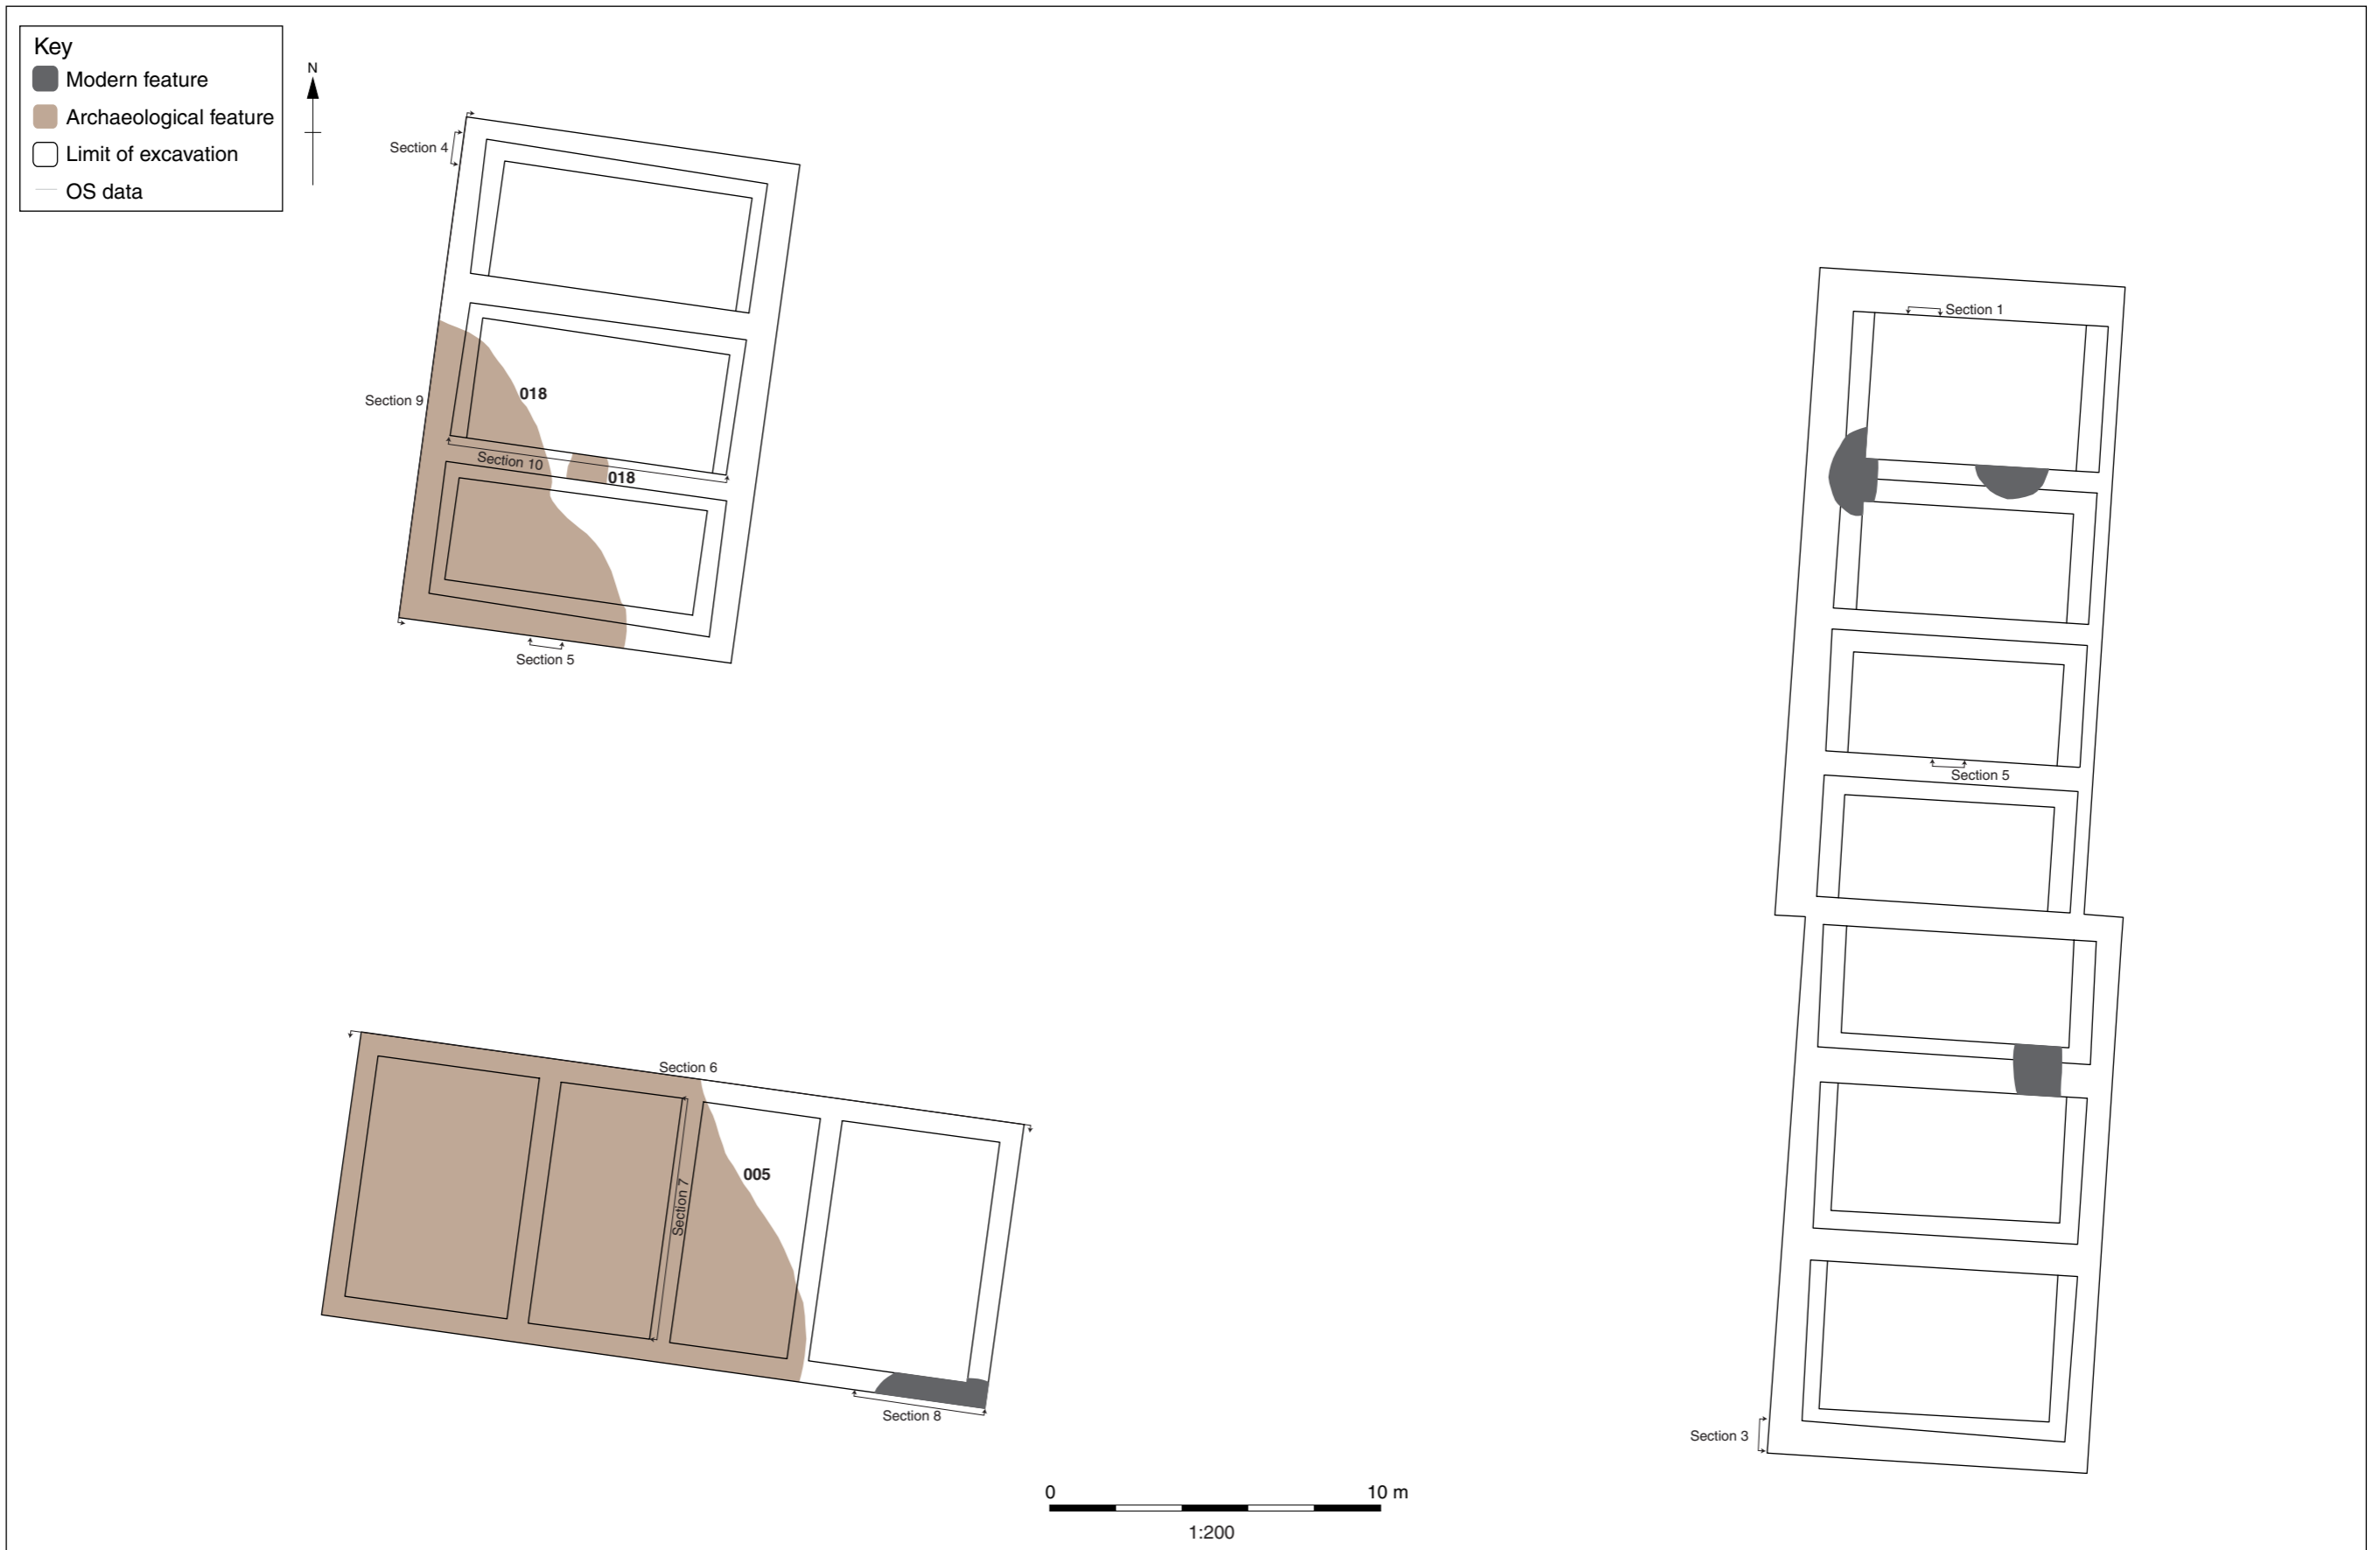 Key
Modern feature
Archaeological feature
Limit of excavation
OS data
N
Section 4
Section 9
018
Section 10
018
Section 5
Section 1
Section 5
Section 6
005
Section 7
Section 8
Section 3
0 10 m
1:200